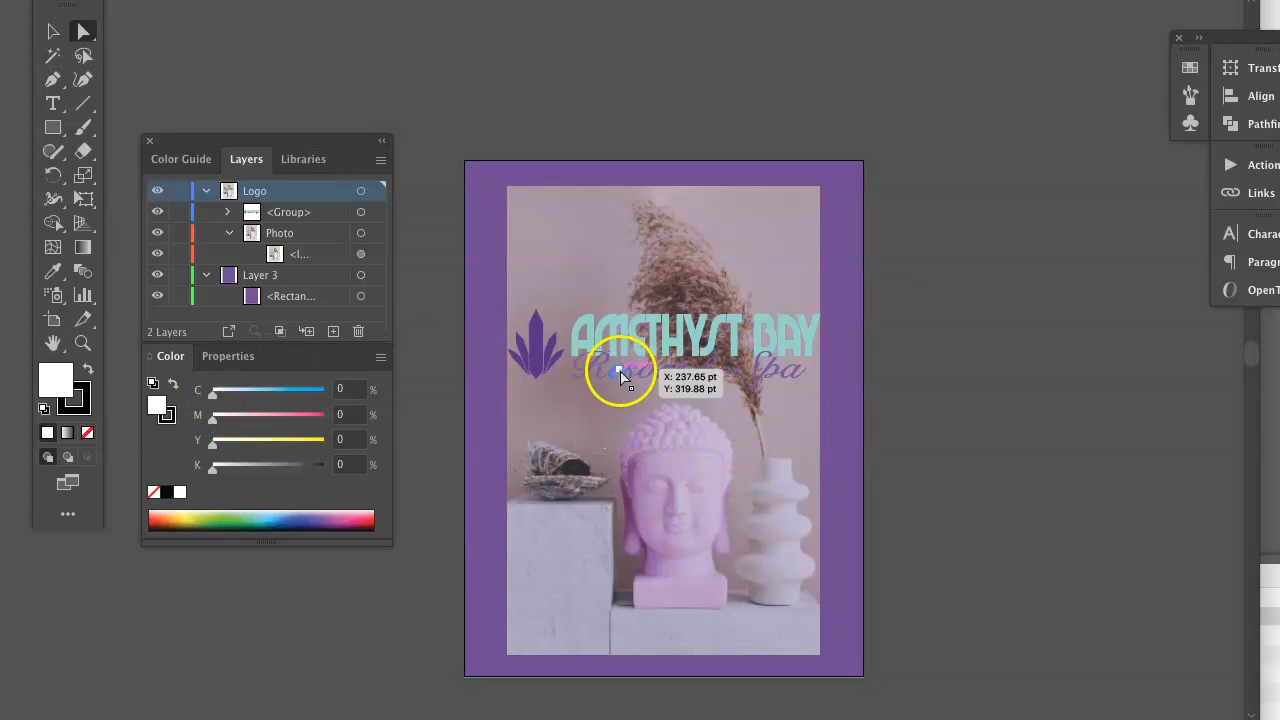 Transf
Align
Pathfi
Action
Links
Charac
Paragr
OpenT
Color Guide
Layers
Libraries
Logo
<Group>
Photo
<I...
Layer 3
<Rectan...
2 Layers
Color
Properties
C 0 %
M 0 %
Y 0 %
K 0 %
AMETHYST BAY
Spa
X: 237.65 pt
Y: 319.88 pt